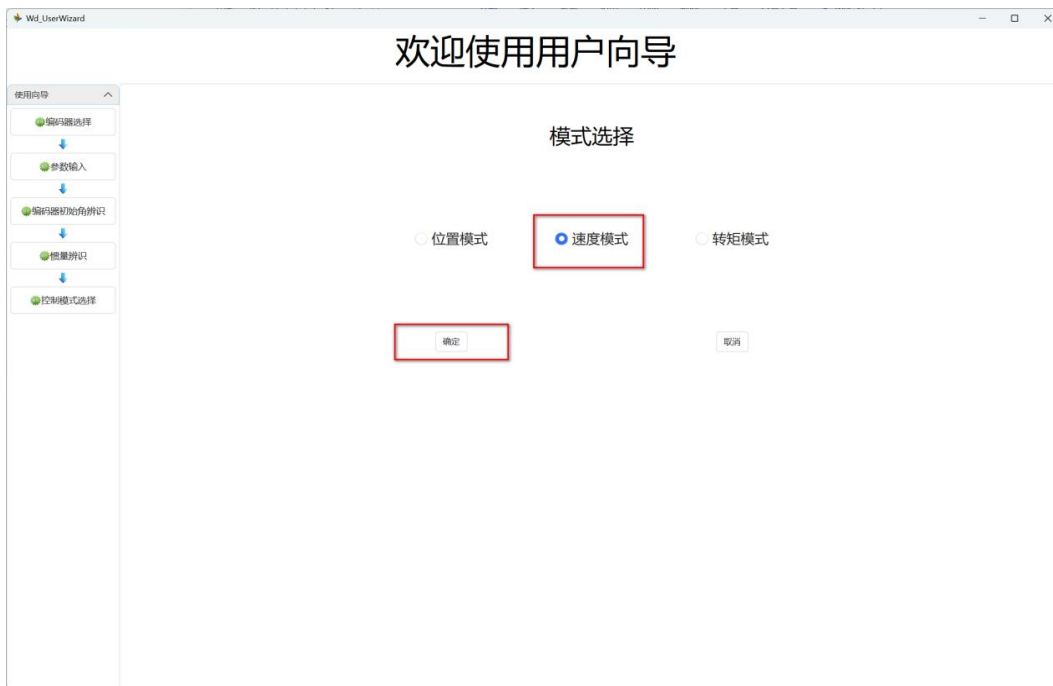 Wd_UserWizard
欢迎使用用户向导
使用向导
编码器选择
参数输入
编码器初始角辨识
惯量辨识
控制模式选择
模式选择
位置模式 速度模式 转矩模式
确定 取消